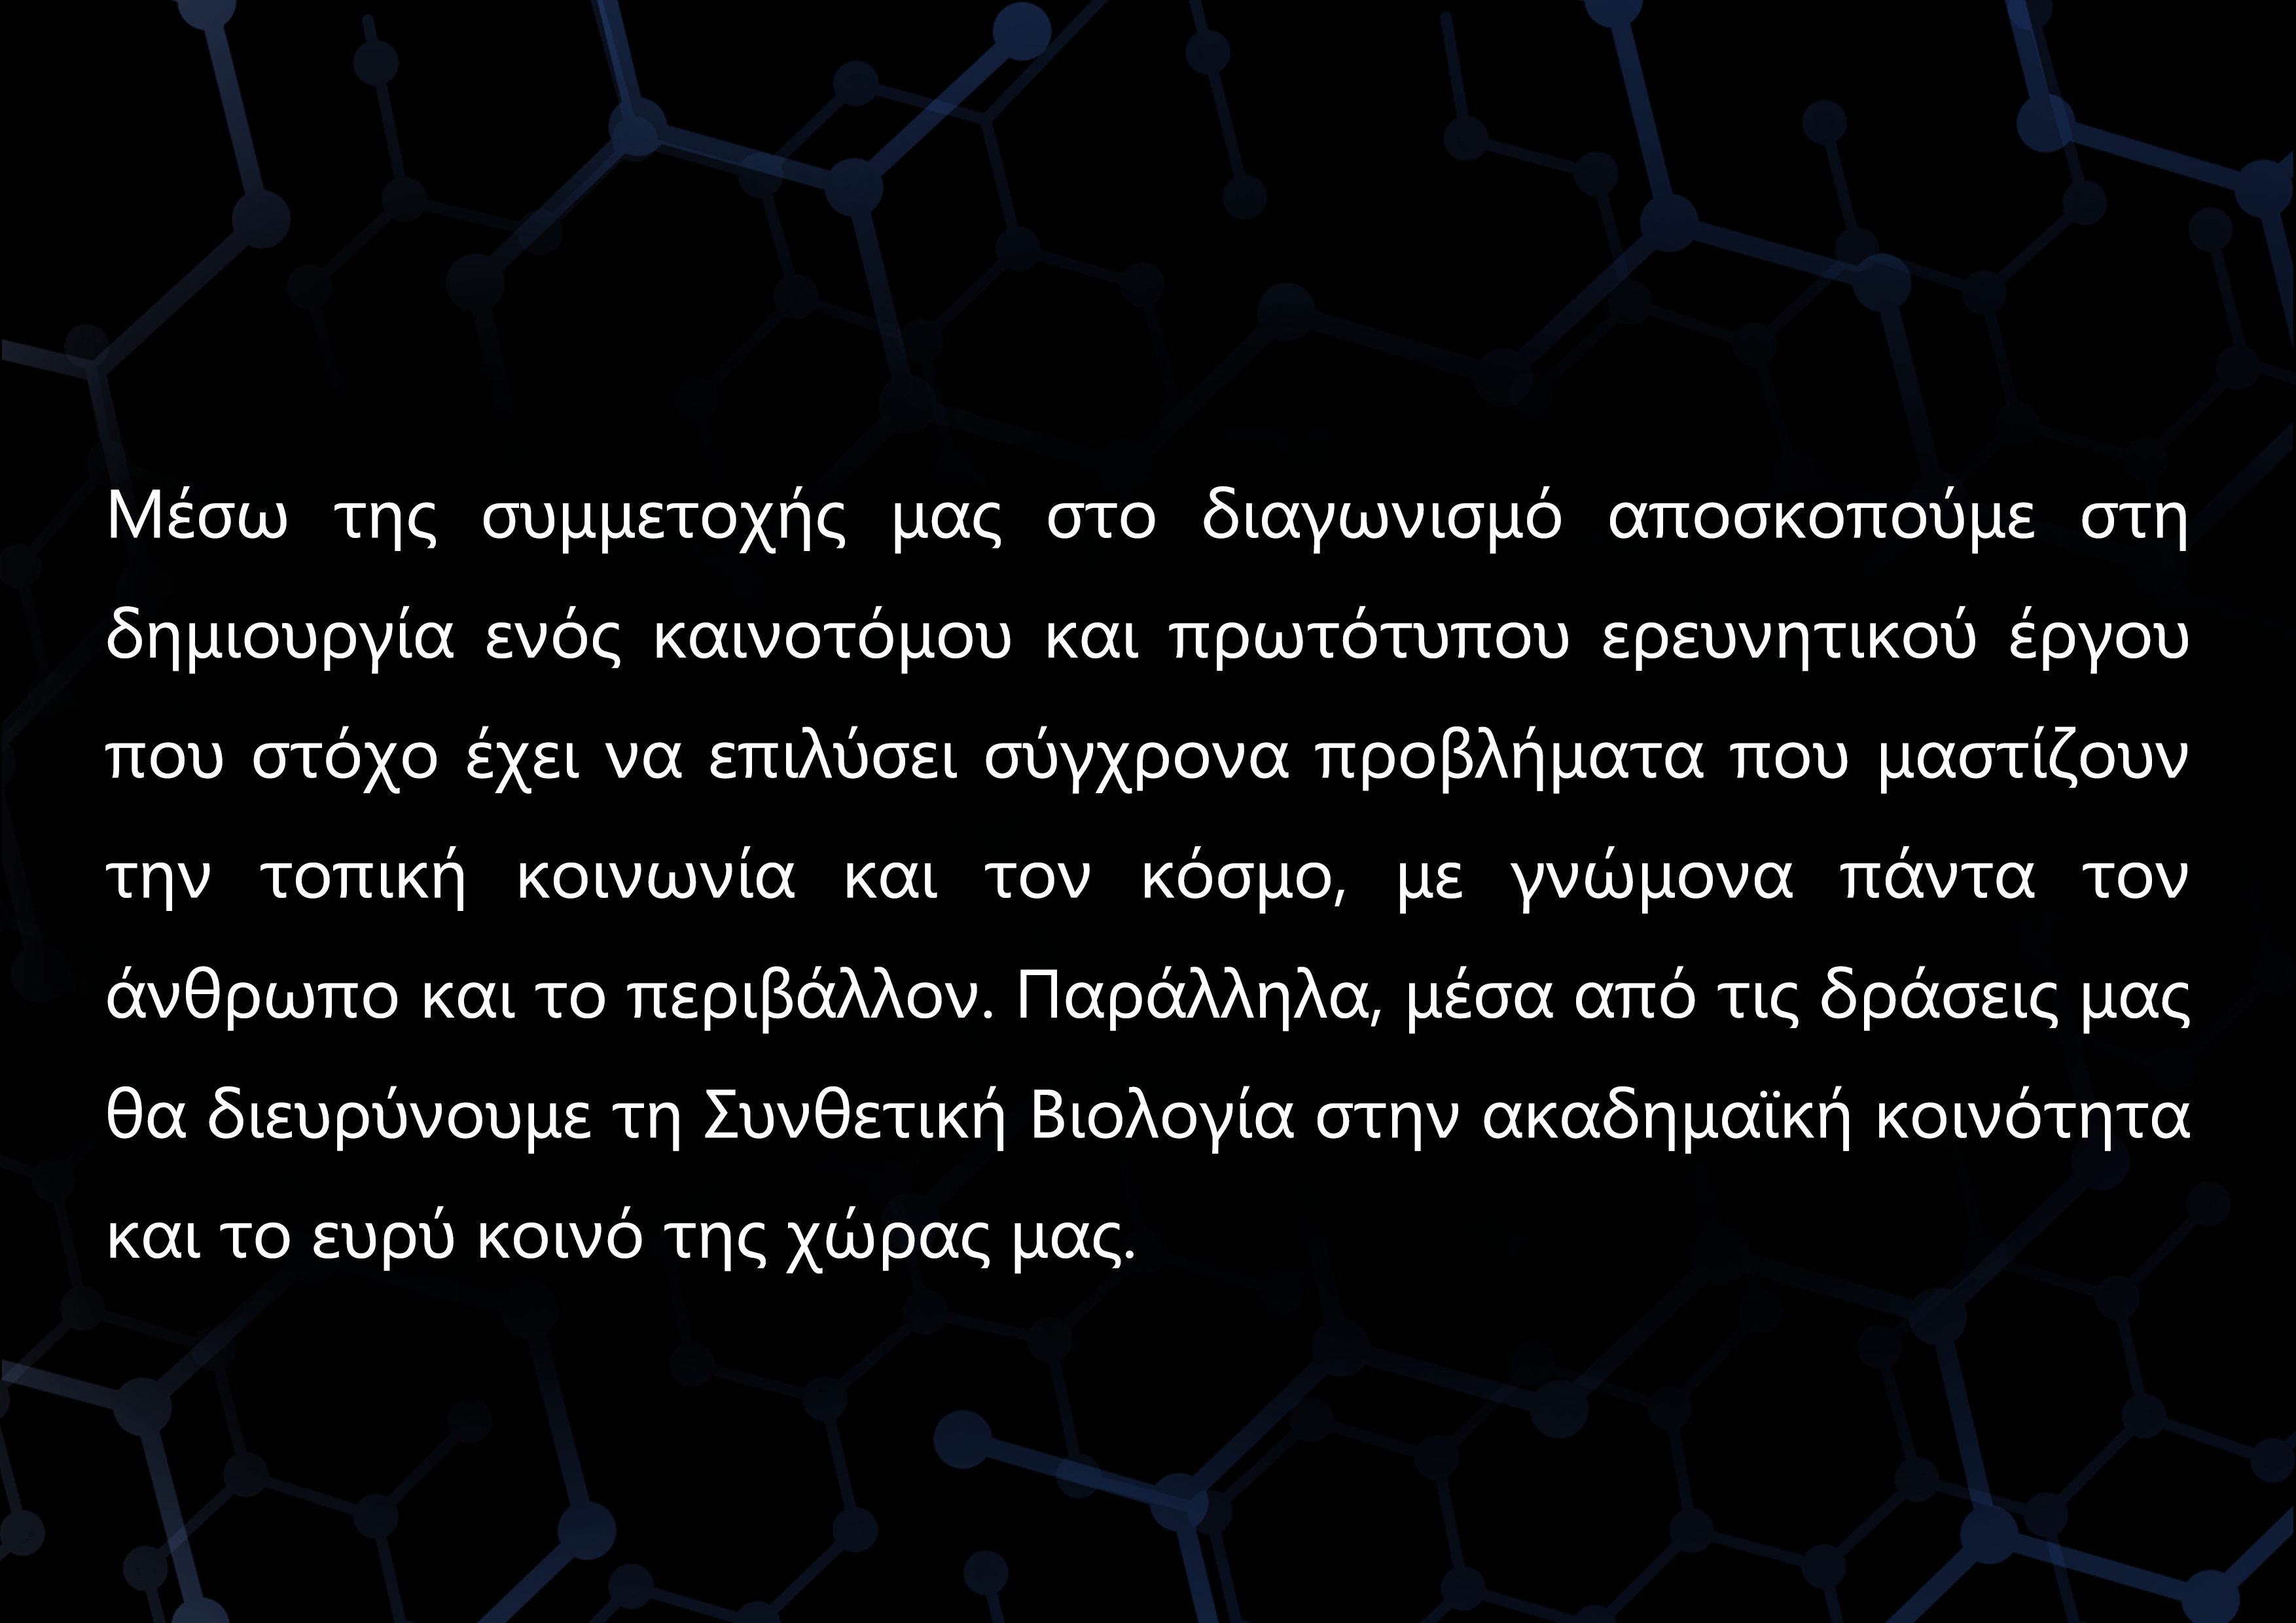 Μέσω της συμμετοχής μας στο διαγωνισμό αποσκοπούμε στη
δημιουργία ενός καινοτόμου και πρωτότυπου ερευνητικού έργου
που στόχο έχει να επιλύσει σύγχρονα προβλήματα που μαστίζουν
την τοπική κοινωνία και τον κόσμο, με γνώμονα πάντα τον
άνθρωπο και το περιβάλλον. Παράλληλα, μέσα από τις δράσεις μας
θα διευρύνουμε τη Συνθετική Βιολογία στην ακαδημαϊκή κοινότητα
και το ευρύ κοινό της χώρας μας.